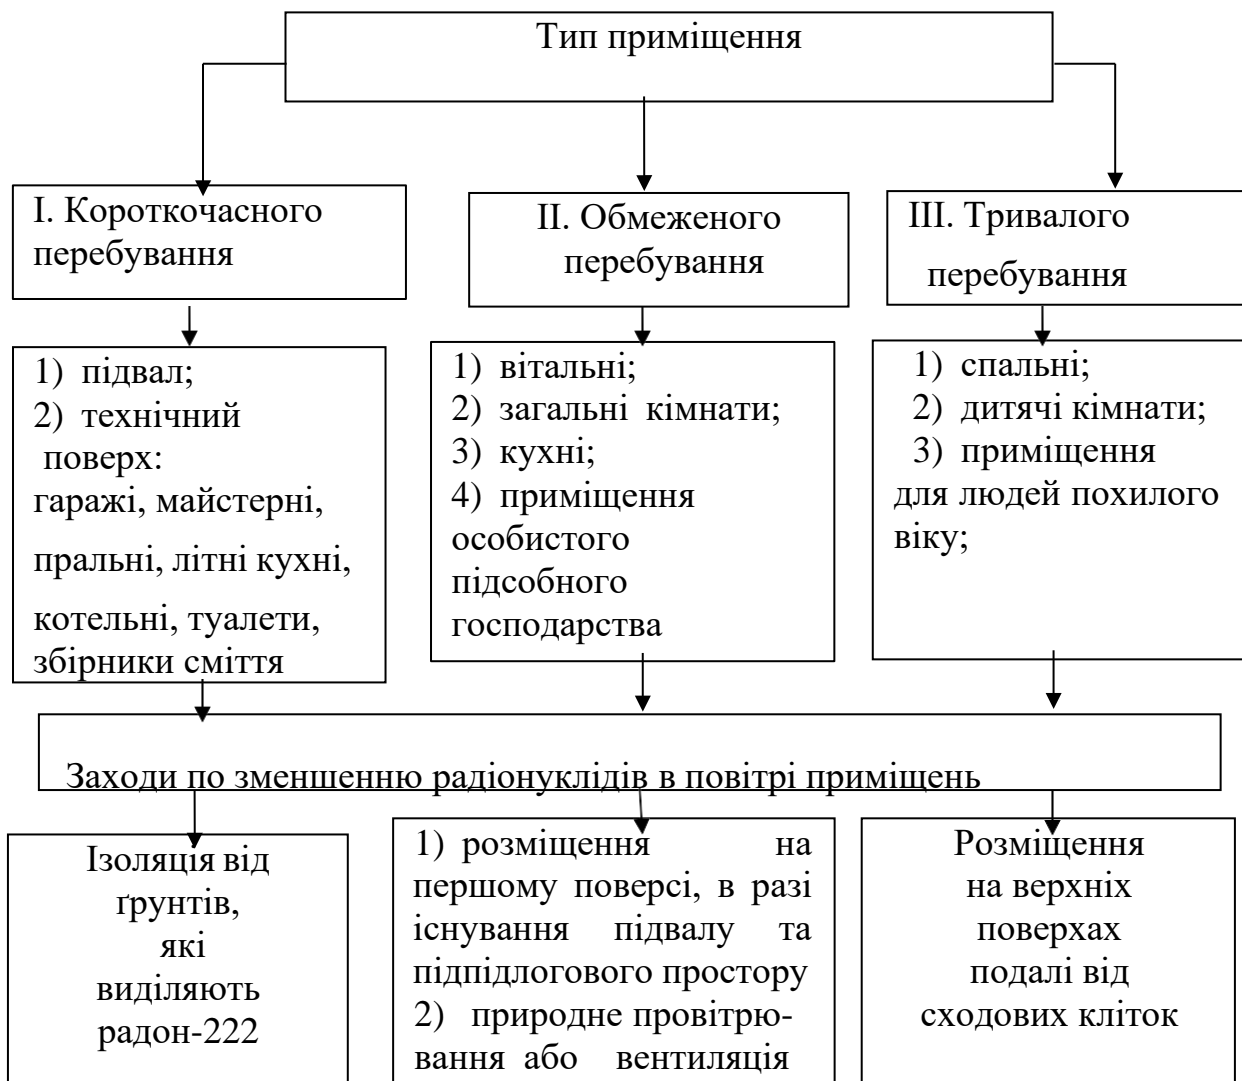 Тип приміщення
І. Короткочасного
перебування
ІІ. Обмеженого
перебування
ІІІ. Тривалого
перебування
1) підвал;
2) технічний
поверх:
гаражі, майстерні,
пральні, літні кухні,
котельні, туалети,
збірники сміття
1) вітальні;
2) загальні кімнати;
3) кухні;
4) приміщення
особистого
підсобного
господарства
1) спальні;
2) дитячі кімнати;
3) приміщення
для людей похилого
віку;
Заходи по зменшенню радіонуклідів в повітрі приміщень
Ізоляція від
ґрунтів,
які
виділяють
радон-222
1) розміщення на
першому поверсі, в разі
існування підвалу та
підпідлогового простору
2) природне провітрю-
вання або вентиляція
Розміщення
на верхніх
поверхах
подалі від
сходових кліток